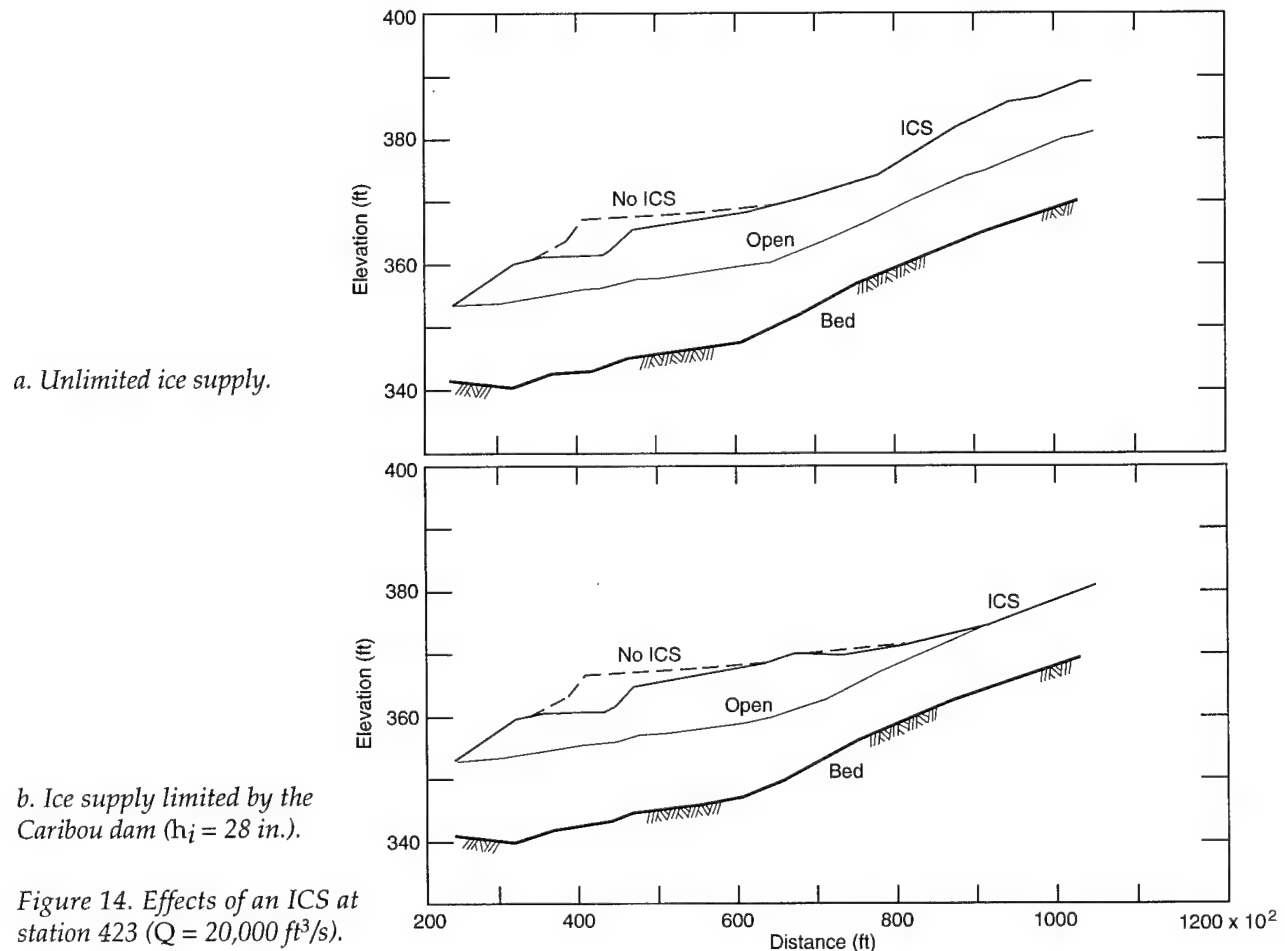 400
380
360
340
Elevation (ft)
No ICS
ICS
Open
Bed
a. Unlimited ice supply.
400
380
360
340
Elevation (ft)
No ICS
ICS
Open
Bed
200
400
600
800
1000
1200 x 10²
Distance (ft)
b. Ice supply limited by the
Caribou dam (hi = 28 in.).
Figure 14. Effects of an ICS at
station 423 (Q = 20,000 ft³/s).